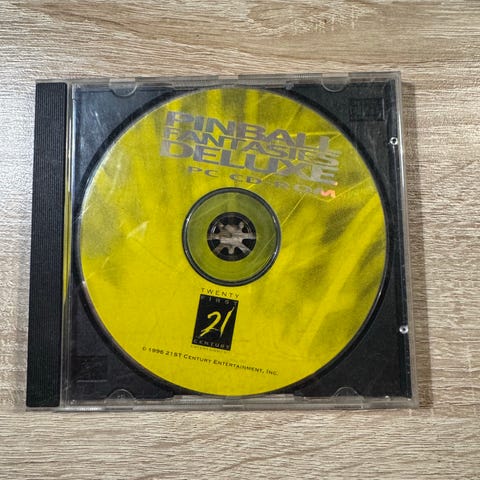 PINBALL
FANTASIES
DELUXE
PC CD-ROM
TWENTY
FIRST
21
CENTURY
© 1996 21ST CENTURY ENTERTAINMENT, INC.